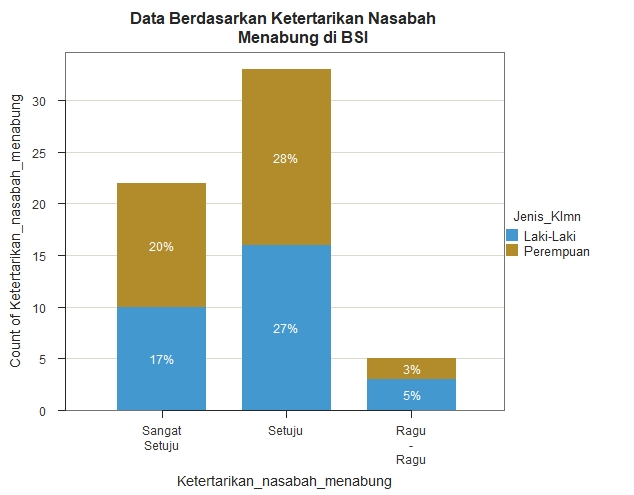 Data Berdasarkan Ketertarikan Nasabah
Menabung di BSI
Count of Ketertarikan_nasabah_menabung
30
25
20
15
10
5
0
20%
17%
28%
27%
3%
5%
Sangat
Setuju
Setuju
Ragu
-
Ragu
Ketertarikan_nasabah_menabung
Jenis_Klmn
Laki-Laki
Perempuan